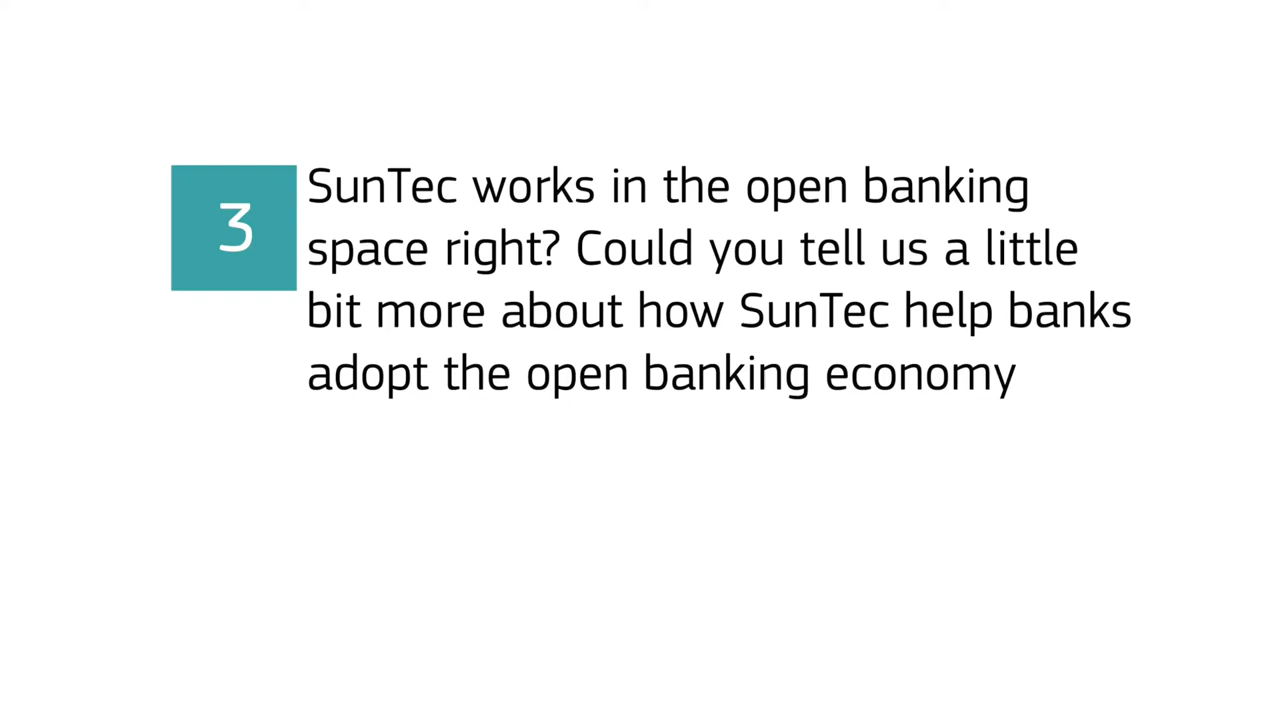 3
SunTec works in the open banking
space right? Could you tell us a little
bit more about how SunTec help banks
adopt the open banking economy